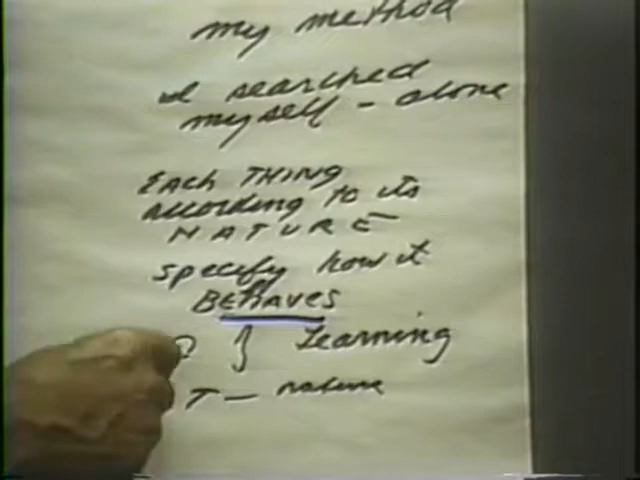 my method
I searched
myself - alone
EACH THING
according to its
NATURE
specify how it
BEHAVES
} Learning
T - nature